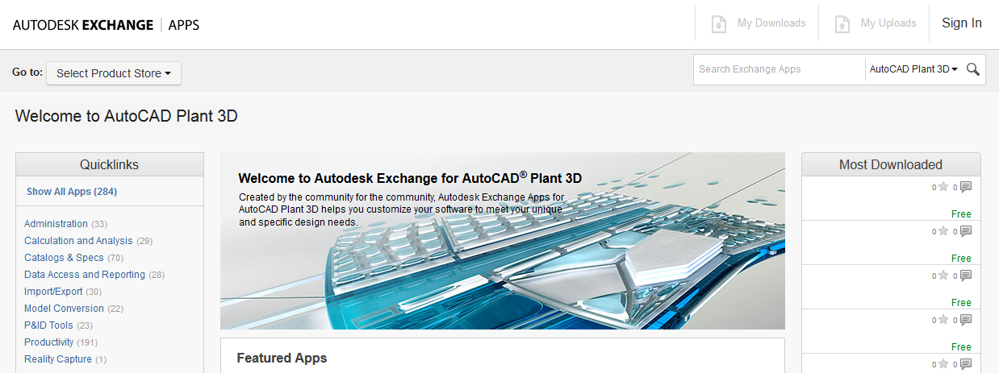 AUTODESK EXCHANGE | APPS
My Downloads
My Uploads
Sign In
Go to:
Select Product Store
Search Exchange Apps
AutoCAD Plant 3D
Welcome to AutoCAD Plant 3D
Quicklinks
Show All Apps (284)
Administration (33)
Calculation and Analysis (29)
Catalogs & Specs (70)
Data Access and Reporting (28)
Import/Export (30)
Model Conversion (22)
P&ID Tools (23)
Productivity (191)
Reality Capture (1)
Welcome to Autodesk Exchange for AutoCAD® Plant 3D
Created by the community for the community, Autodesk Exchange Apps for
AutoCAD Plant 3D helps you customize your software to meet your unique
and specific design needs.
Featured Apps
Most Downloaded
0 0
Free
0 0
Free
0 0
Free
0 0
Free
0 0